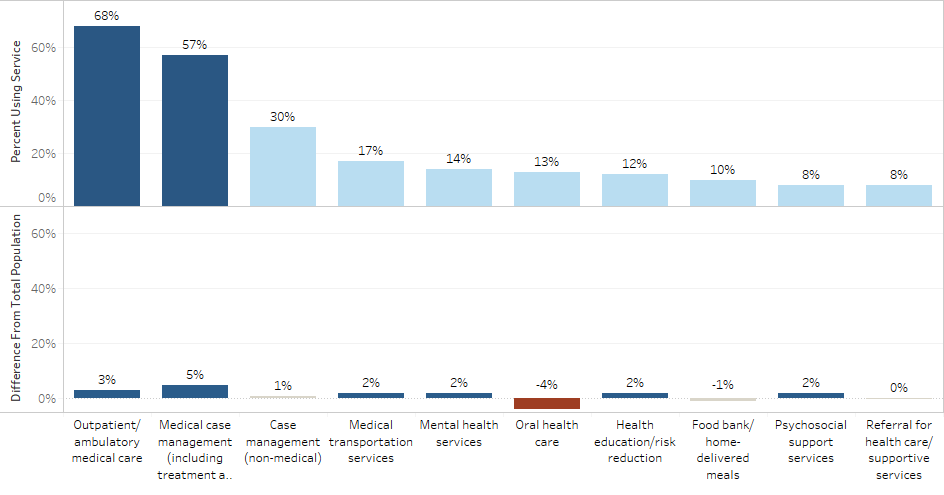 68%
57%
30%
17%
14%
13%
12%
10%
8%
8%
Percent Using Service
60%
40%
20%
0%
Difference From Total Population
60%
40%
20%
0%
3%
5%
1%
2%
2%
-4%
2%
-1%
2%
0%
Outpatient/
ambulatory
medical care
Medical case
management
(including
treatment a..
Case
management
(non-medical)
Medical
transportation
services
Mental health
services
Oral health
care
Health
education/risk
reduction
Food bank/
home-
delivered
meals
Psychosocial
support
services
Referral for
health care/
supportive
services